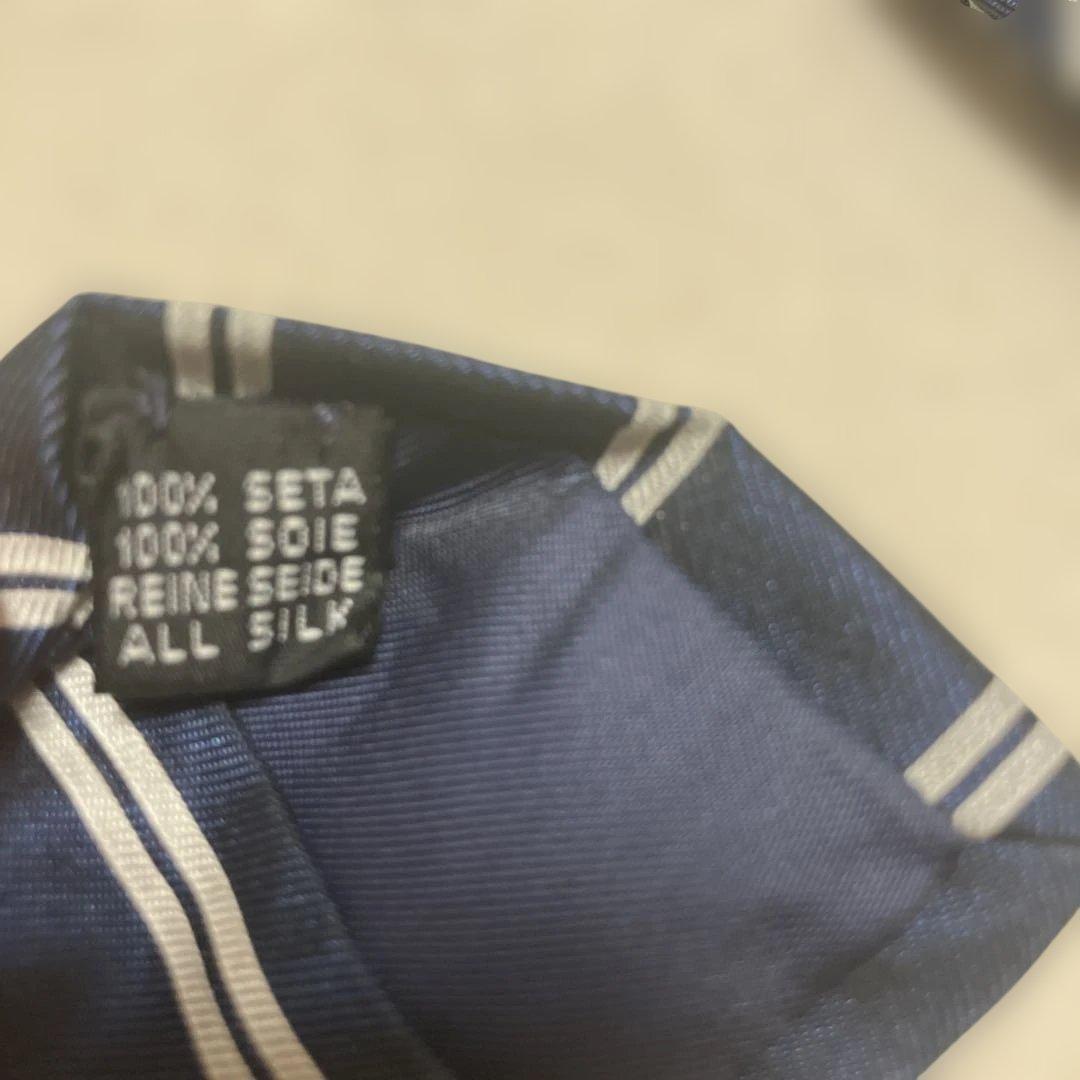 100% SETA
100% SOIE
REINE SEIDE
ALL SILK